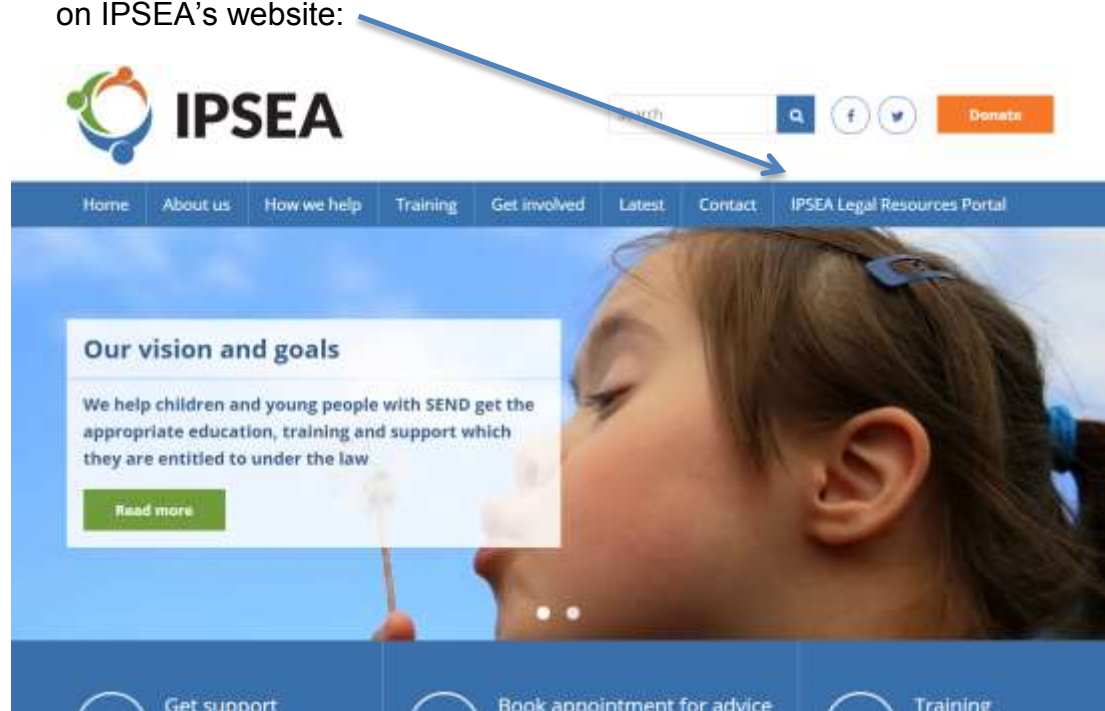 on IPSEA's website:
IPSEA
Search
Donate
Home About us How we help Training Get involved Latest Contact IPSEA Legal Resources Portal
Our vision and goals
We help children and young people with SEND get the
appropriate education, training and support which
they are entitled to under the law
Read more
Get support Book appointment for advice Training